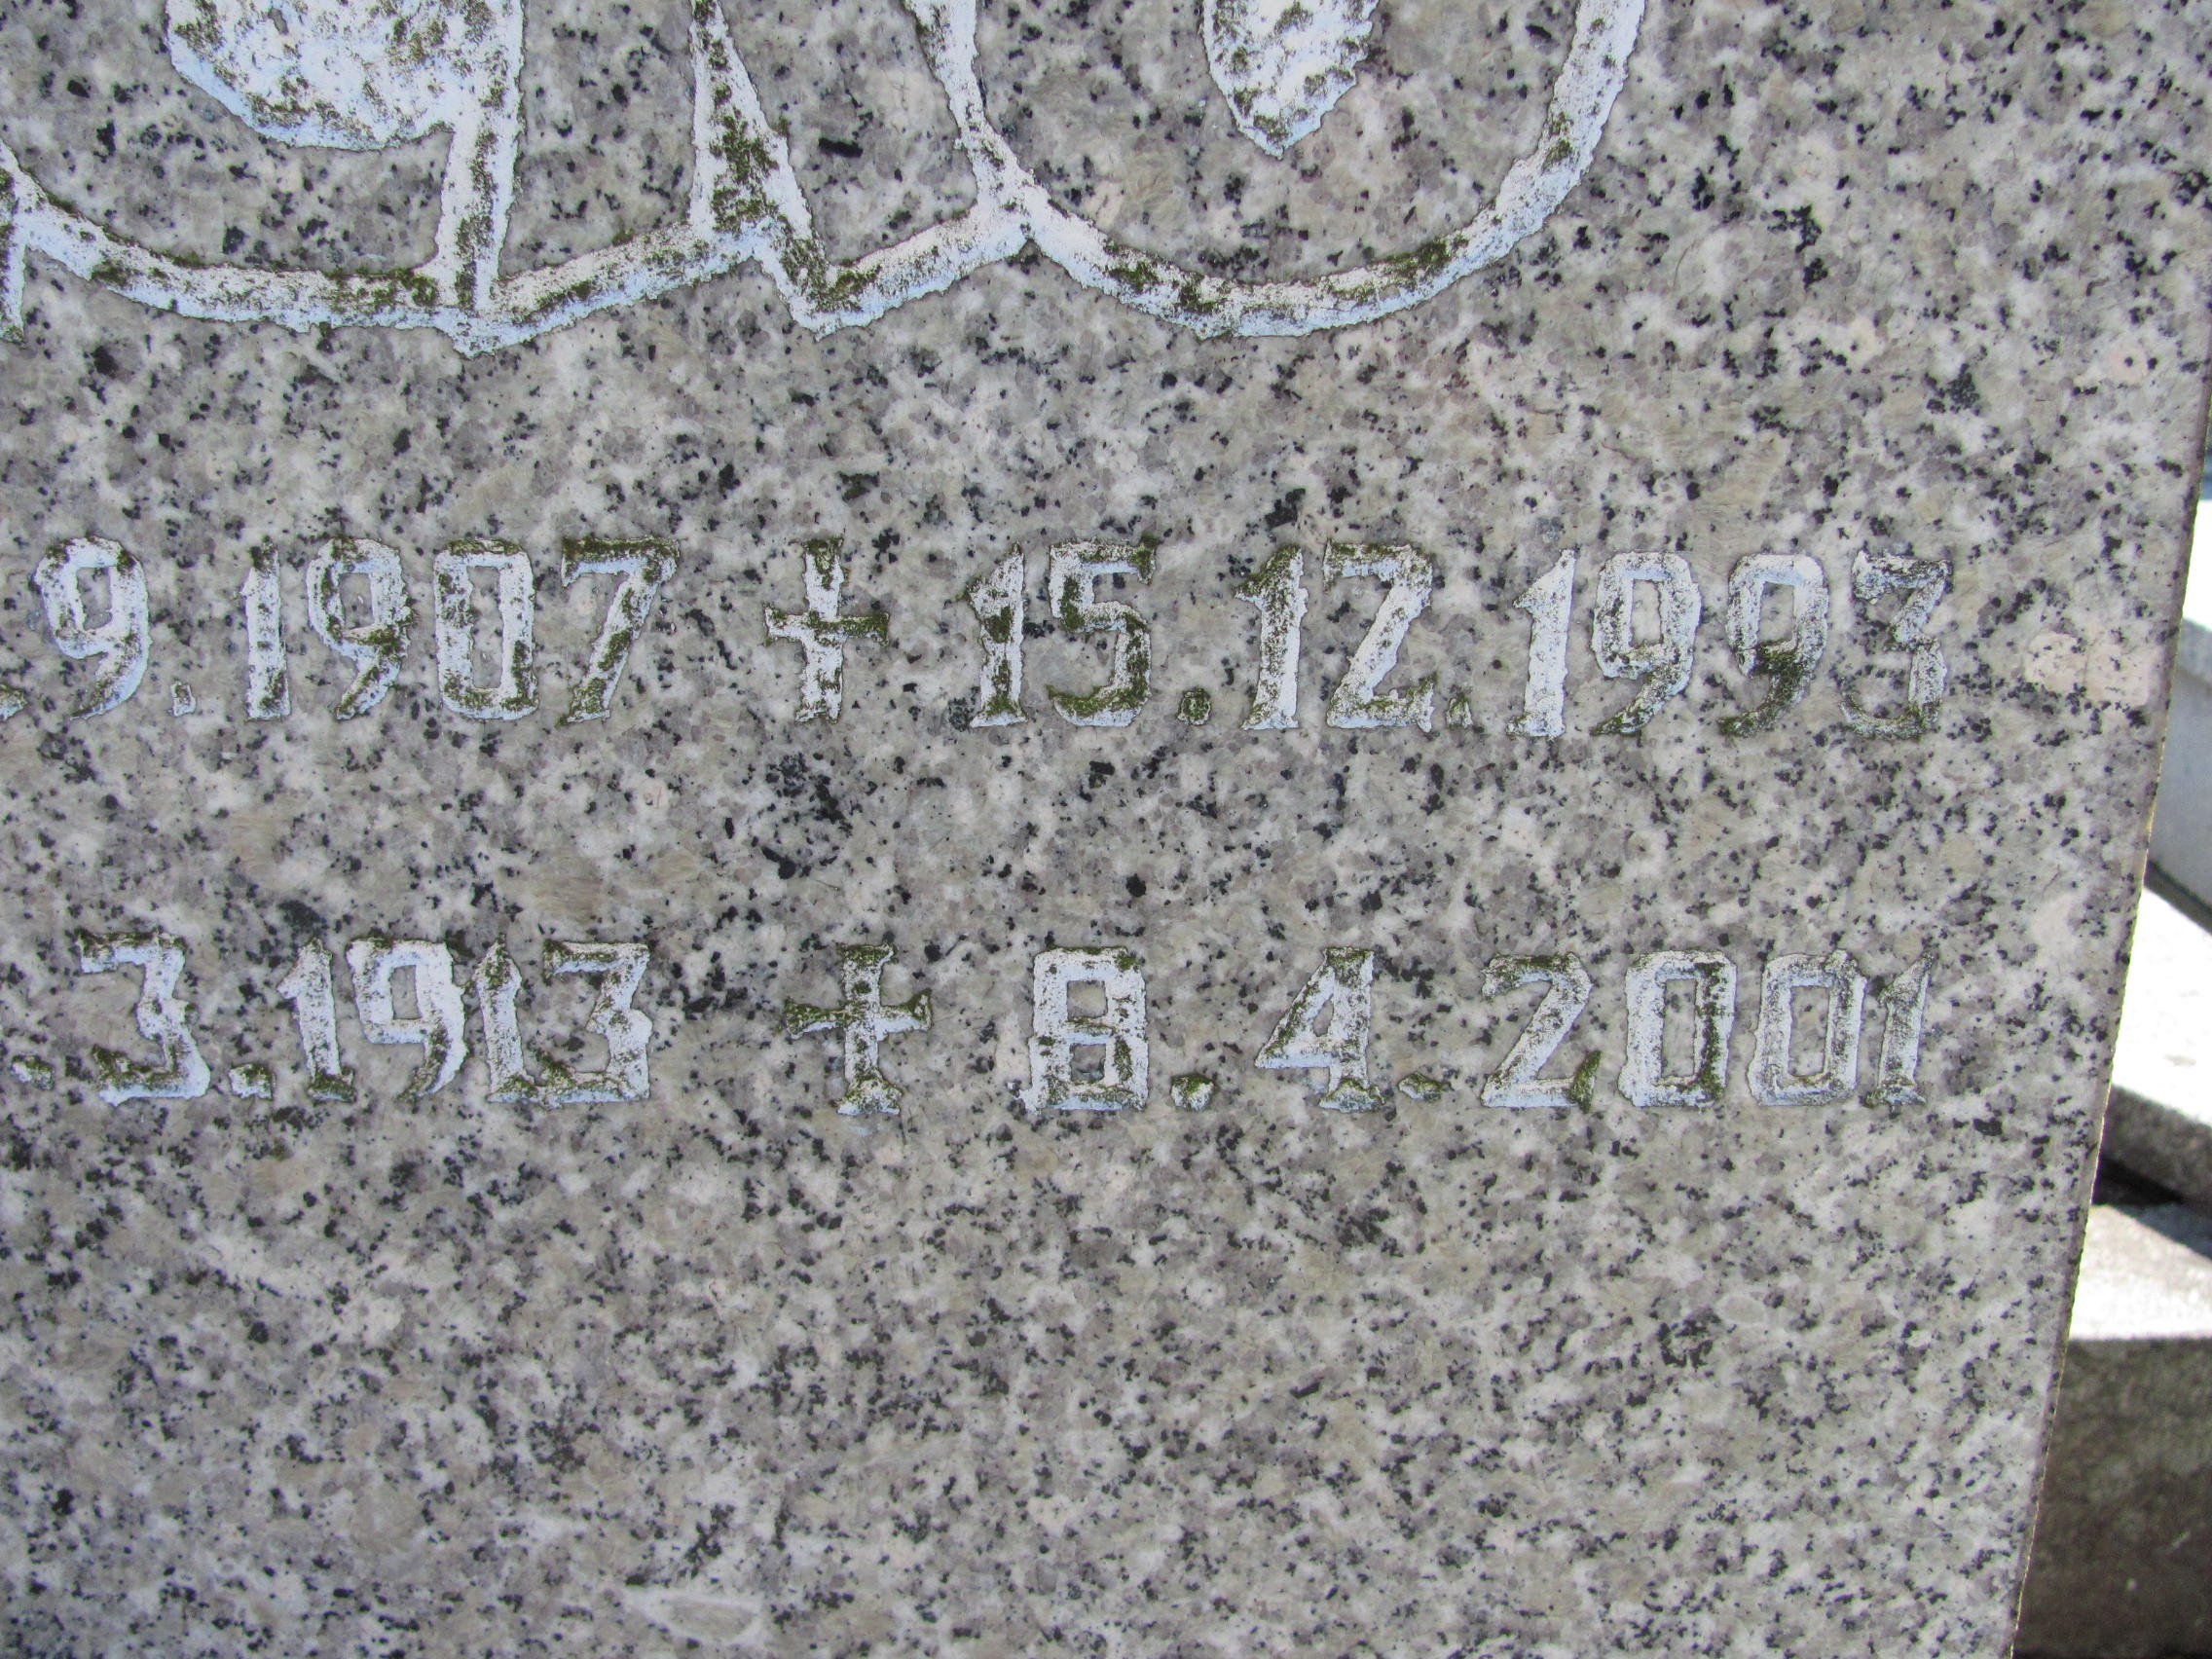 .9.1907 + 15.12.1993
.3.1913 + 8.4.2001